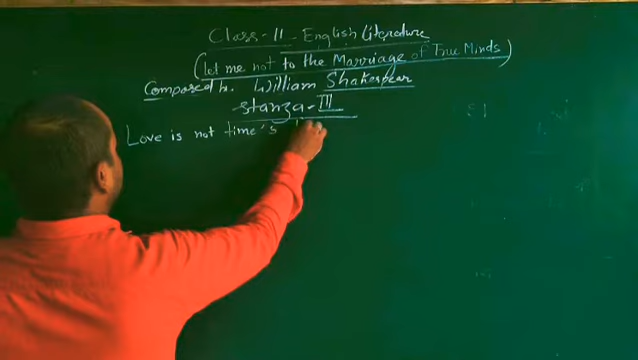 Class-11 - English Literature
(let me not to the Marriage of True Minds)
Composed by William Shakespear
Stanza-III
Love is not time's